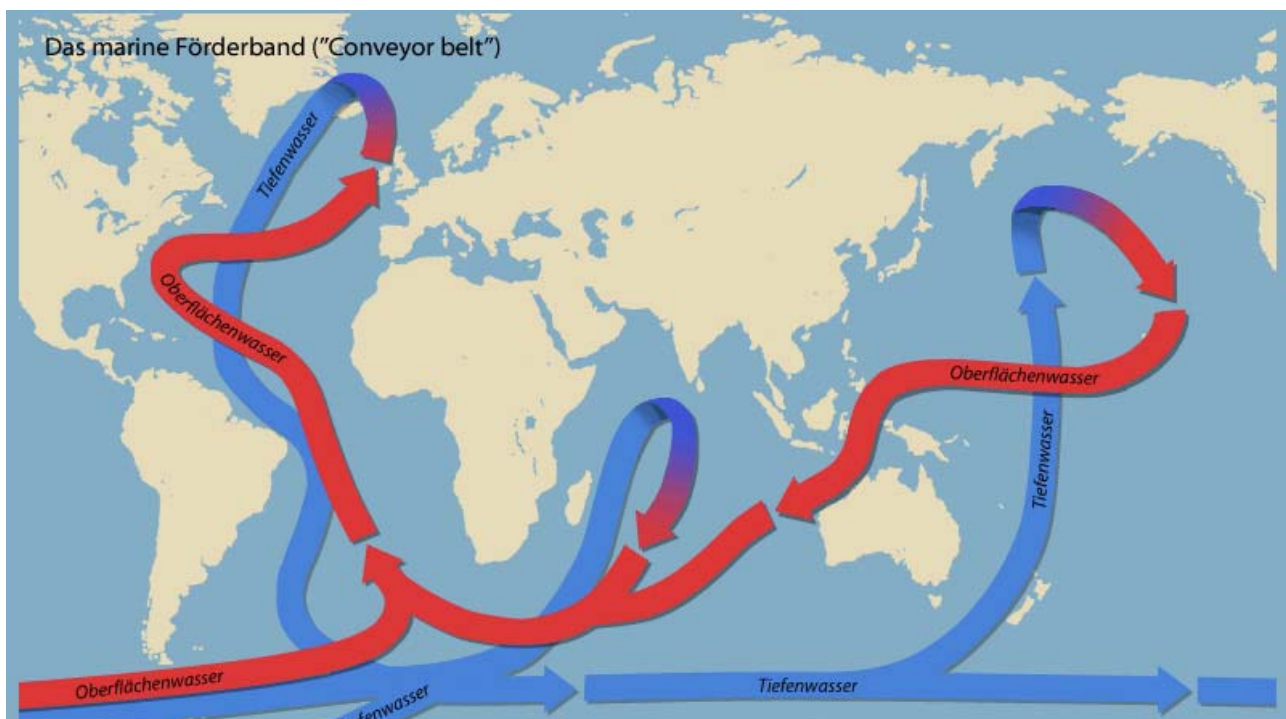 Das marine Förderband ("Conveyor belt")
Tiefenwasser
Oberflächenwasser
Oberflächenwasser
Tiefenwasser
Oberflächenwasser
Tiefenwasser